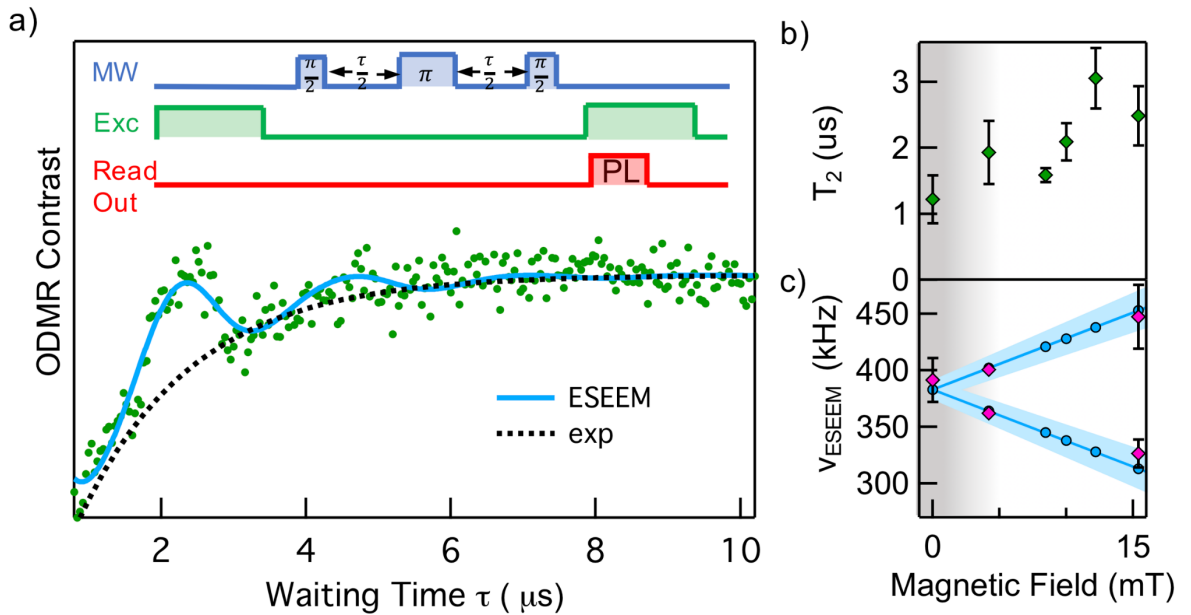 a)
MW
π/2
τ/2
π
τ/2
π/2
Exc
Read
Out
PL
ODMR Contrast
ESEEM
exp
2
4
6
8
10
Waiting Time τ ( μs)
b)
3
2
1
0
T2 (us)
c)
450
400
350
300
νESEEM (kHz)
0
15
Magnetic Field (mT)